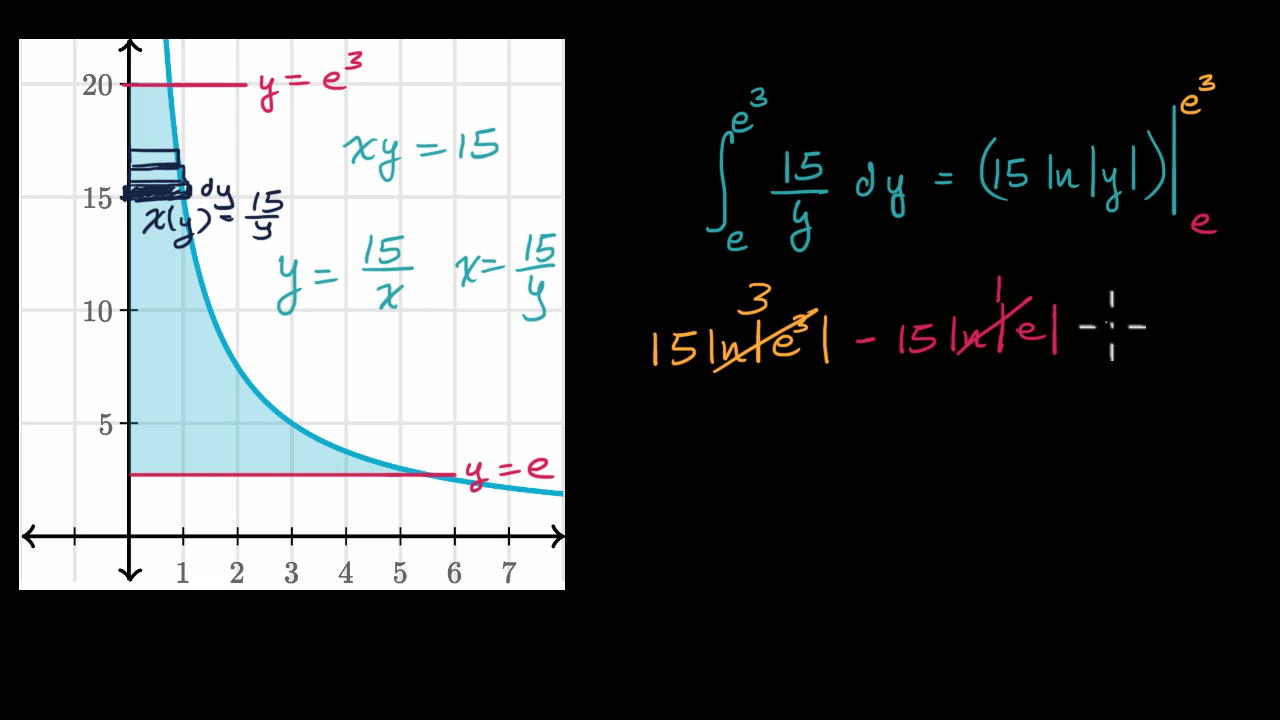 20
y = e³
xy = 15
15
dy
x(y) = 15/y
y = 15/x
x = 15/y
10
5
y = e
1 2 3 4 5 6 7
∫ₑ^e³ 15/y dy = (15 ln|y|) |ₑ^e³
3 1
15 ln|e³| - 15 ln|e|